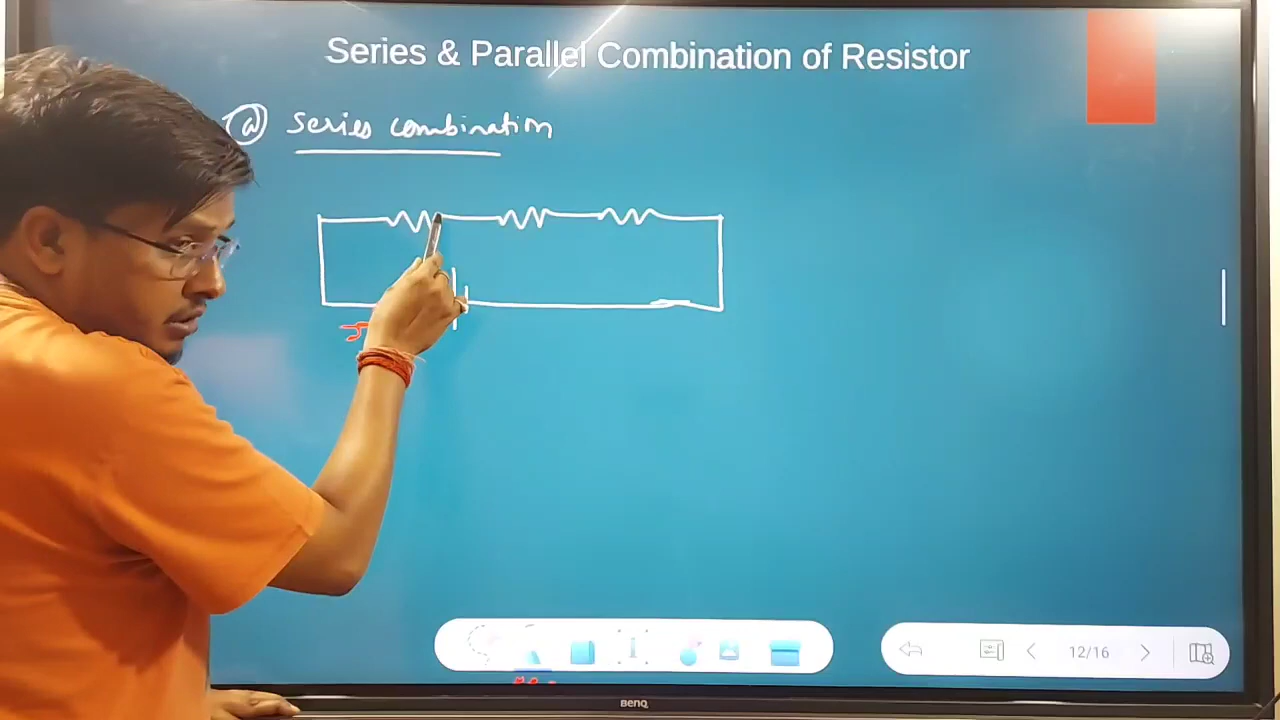 Series & Parallel Combination of Resistor
(a) Series combination
12/16
BENQ